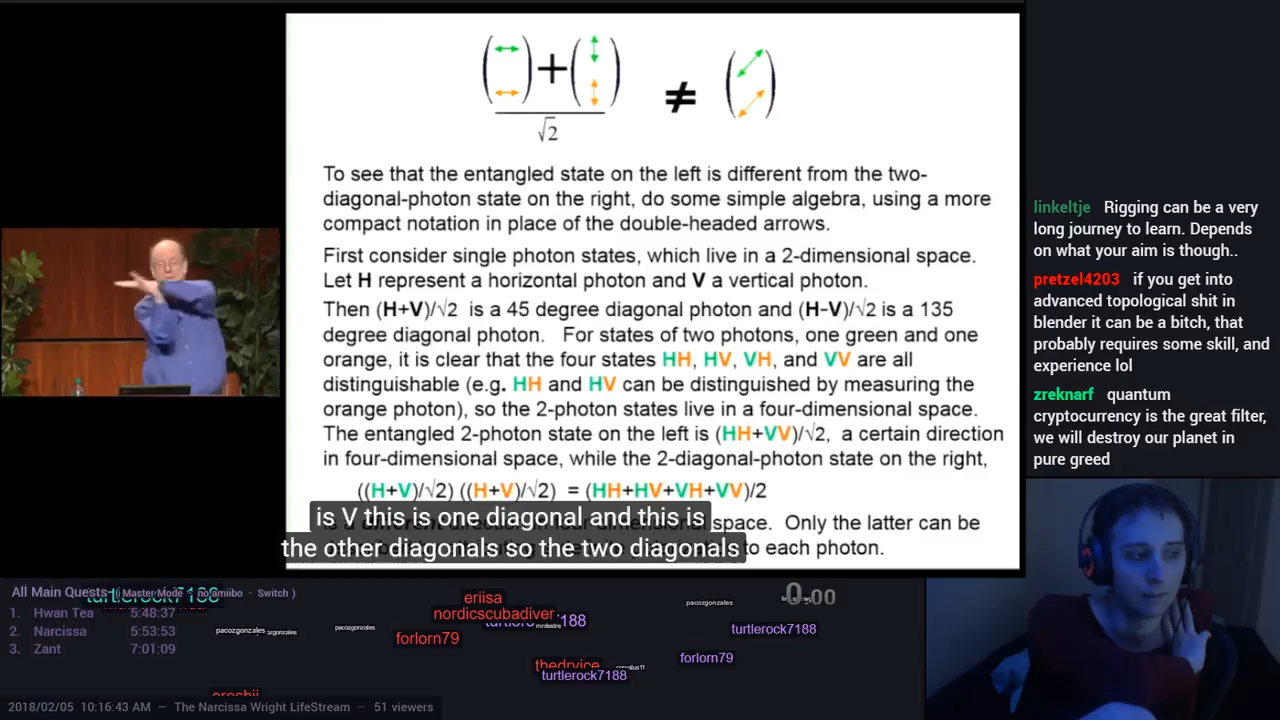 +
√2
≠
To see that the entangled state on the left is different from the two-
diagonal-photon state on the right, do some simple algebra, using a more
compact notation in place of the double-headed arrows.
First consider single photon states, which live in a 2-dimensional space.
Let H represent a horizontal photon and V a vertical photon.
Then (H+V)/√2 is a 45 degree diagonal photon and (H-V)/√2 is a 135
degree diagonal photon. For states of two photons, one green and one
orange, it is clear that the four states HH, HV, VH, and VV are all
distinguishable (e.g. HH and HV can be distinguished by measuring the
orange photon), so the 2-photon states live in a four-dimensional space.
The entangled 2-photon state on the left is (HH+VV)/√2, a certain direction
in four-dimensional space, while the 2-diagonal-photon state on the right,
((H+V)/√2) ((H+V)/√2) = (HH+HV+VH+VV)/2
space. Only the latter can be
to each photon.
is V this is one diagonal and this is
the other diagonals so the two diagonals
linkeltje Rigging can be a very
long journey to learn. Depends
on what your aim is though..
pretzel4203 if you get into
advanced topological shit in
blender it can be a bitch, that
probably requires some skill, and
experience lol
zreknarf quantum
cryptocurrency is the great filter,
we will destroy our planet in
pure greed
All Main Quests (Master Mode - no amiibo - Switch)
1. Hwan Tea 5:48:37
2. Narcissa 5:53:53
3. Zant 7:01:09
turtlerock7188
pacozgonzales
pacozgonzales
eriisa
nordicscubadiver
188
forlorn79
thedrvice
turtlerock7188
pacozgonzales
turtlerock7188
forlorn79
0.00
2018/02/05 10:16:43 AM — The Narcissa Wright LifeStream — 51 viewers